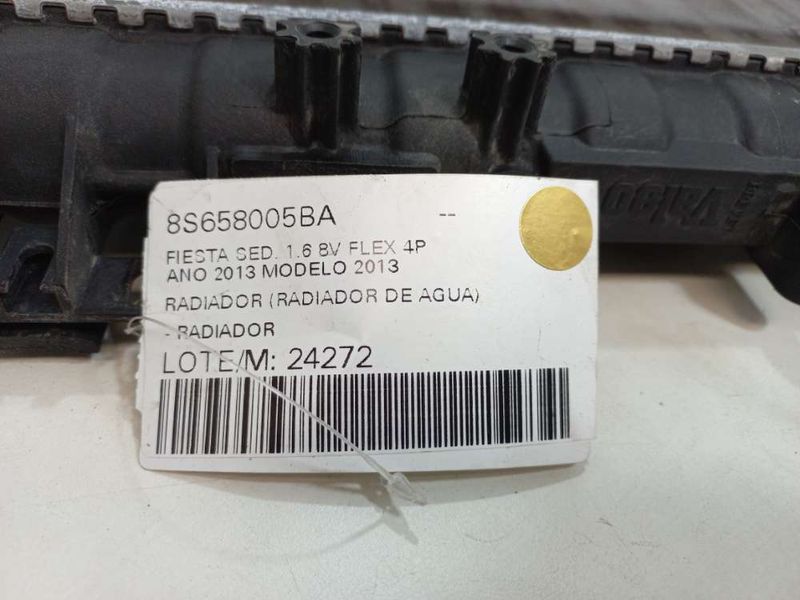 8S658005BA --
FIESTA SED. 1.6 8V FLEX 4P
ANO 2013 MODELO 2013
RADIADOR (RADIADOR DE AGUA)
- RADIADOR
LOTE/M: 24272